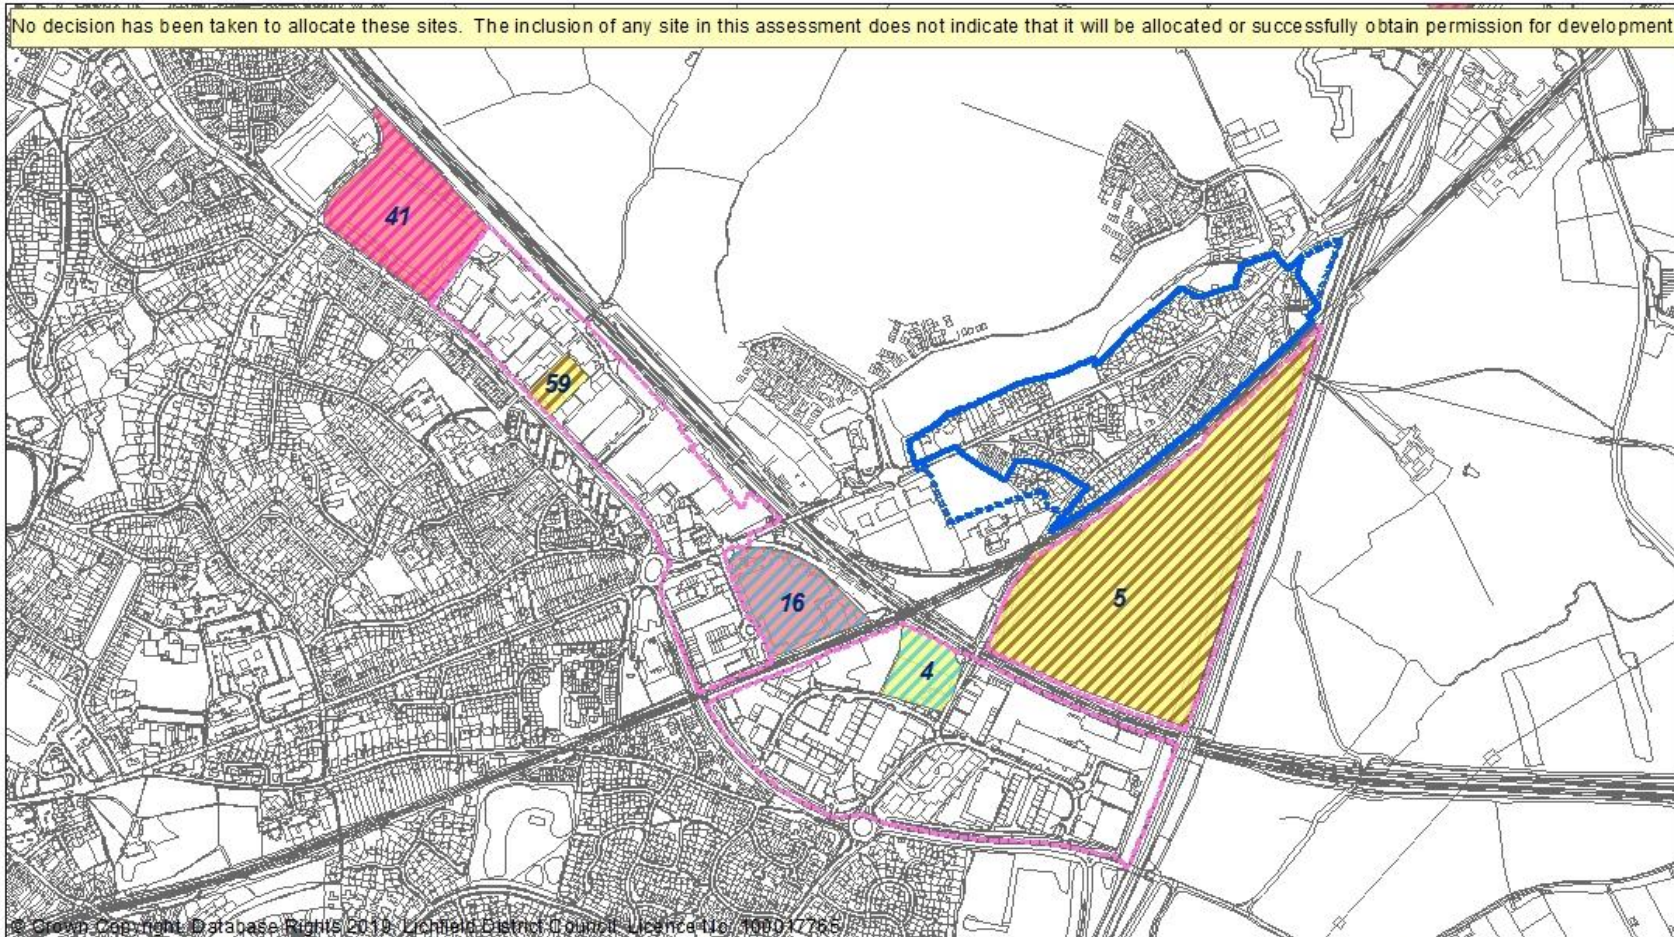 No decision has been taken to allocate these sites. The inclusion of any site in this assessment does not indicate that it will be allocated or successfully obtain permission for development
41
59
16
5
4
© Crown Copyright. Database Rights 2019. Lichfield District Council. Licence No. 100017765